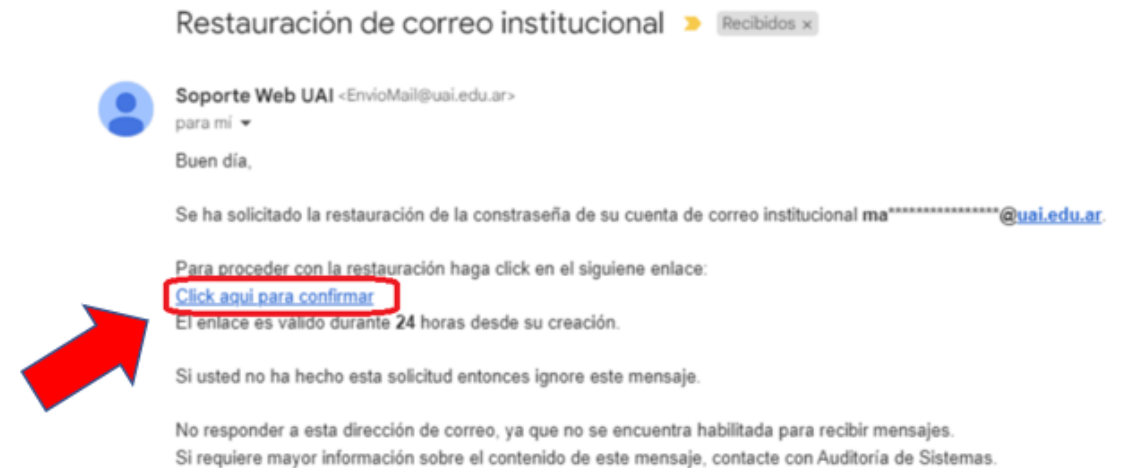 Restauración de correo institucional Recibidos x
Soporte Web UAI <EnvioMail@uai.edu.ar>
para mí
Buen día,
Se ha solicitado la restauración de la constraseña de su cuenta de correo institucional ma****************@uai.edu.ar.
Para proceder con la restauración haga click en el siguiene enlace:
Click aquí para confirmar
El enlace es válido durante 24 horas desde su creación.
Si usted no ha hecho esta solicitud entonces ignore este mensaje.
No responder a esta dirección de correo, ya que no se encuentra habilitada para recibir mensajes.
Si requiere mayor información sobre el contenido de este mensaje, contacte con Auditoría de Sistemas.